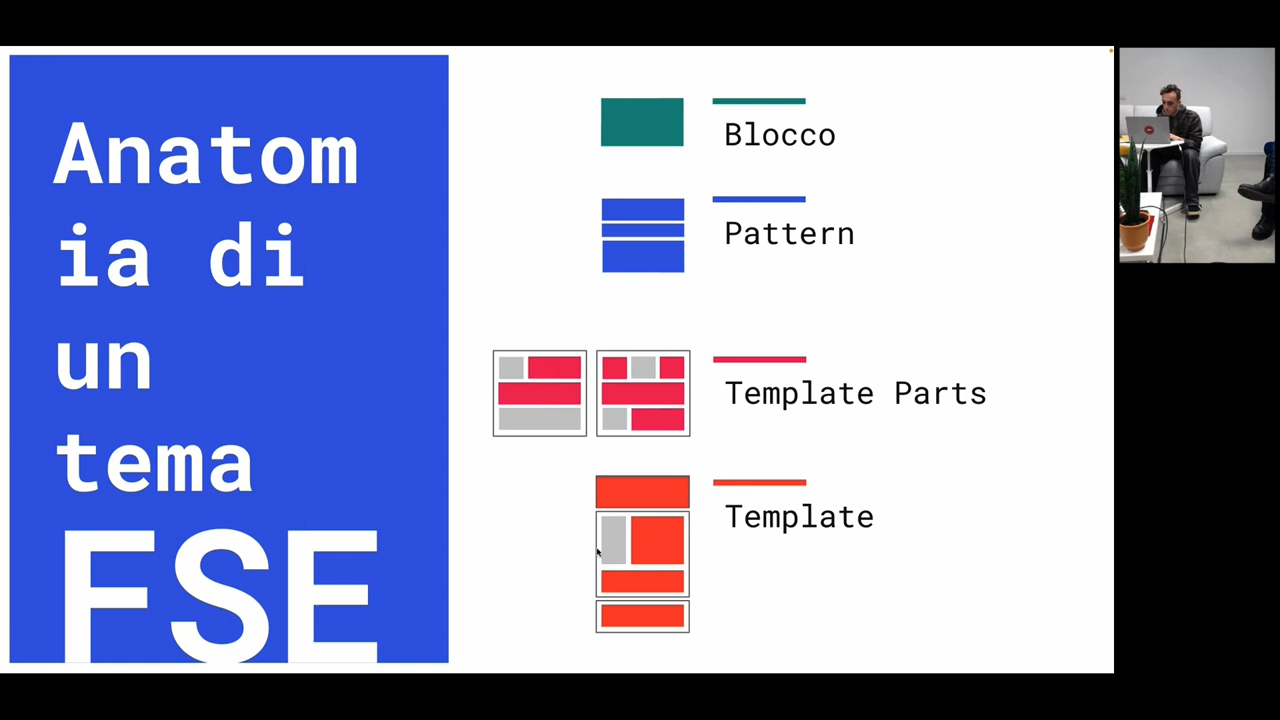 Anatom
ia di
un
tema
FSE
Blocco
Pattern
Template Parts
Template